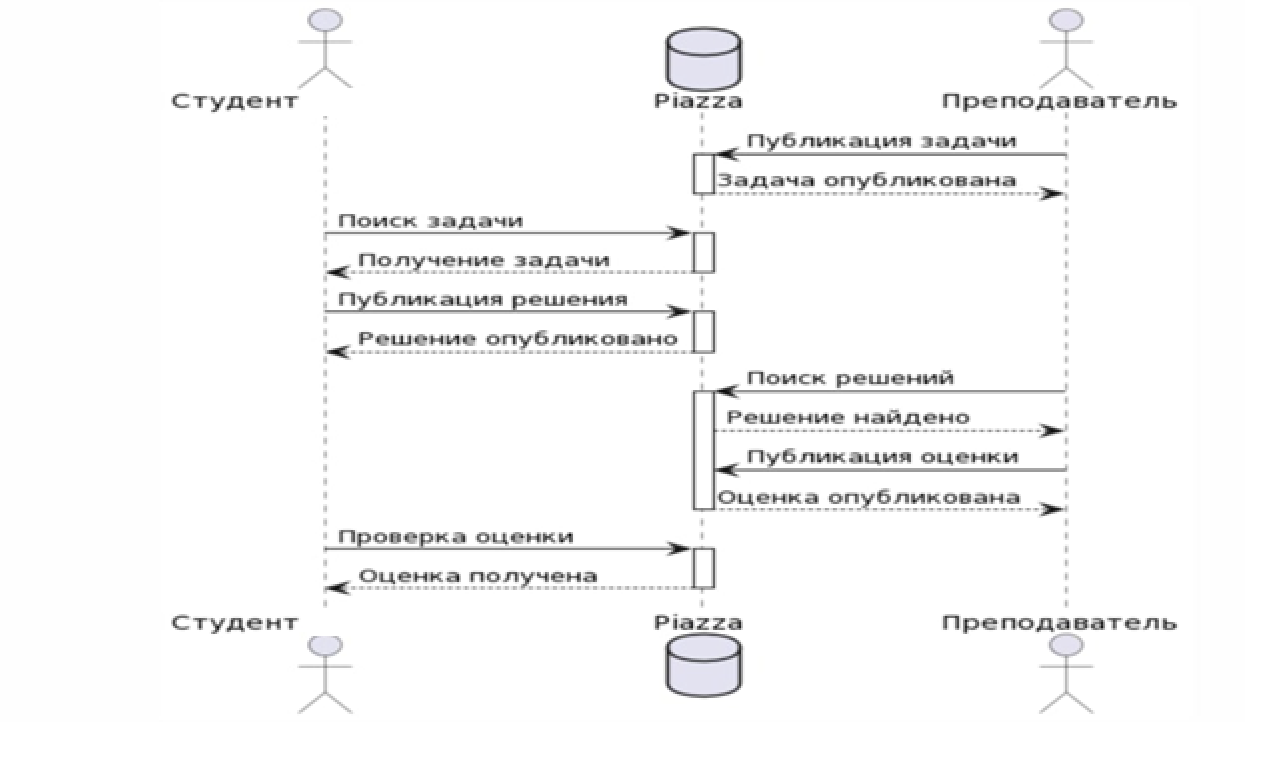 Студент
Piazza
Преподаватель
Публикация задачи
Задача опубликована
Поиск задачи
Получение задачи
Публикация решения
Решение опубликовано
Поиск решений
Решение найдено
Публикация оценки
Оценка опубликована
Проверка оценки
Оценка получена
Студент
Piazza
Преподаватель